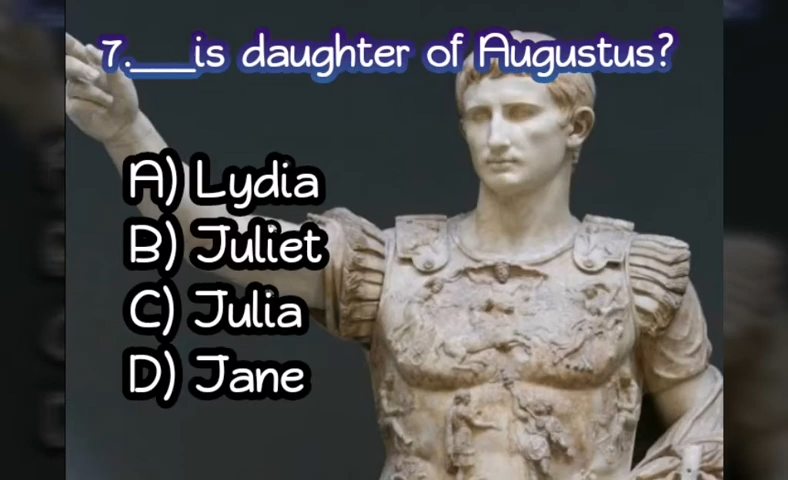 7.___is daughter of Augustus?
A) Lydia
B) Juliet
C) Julia
D) Jane